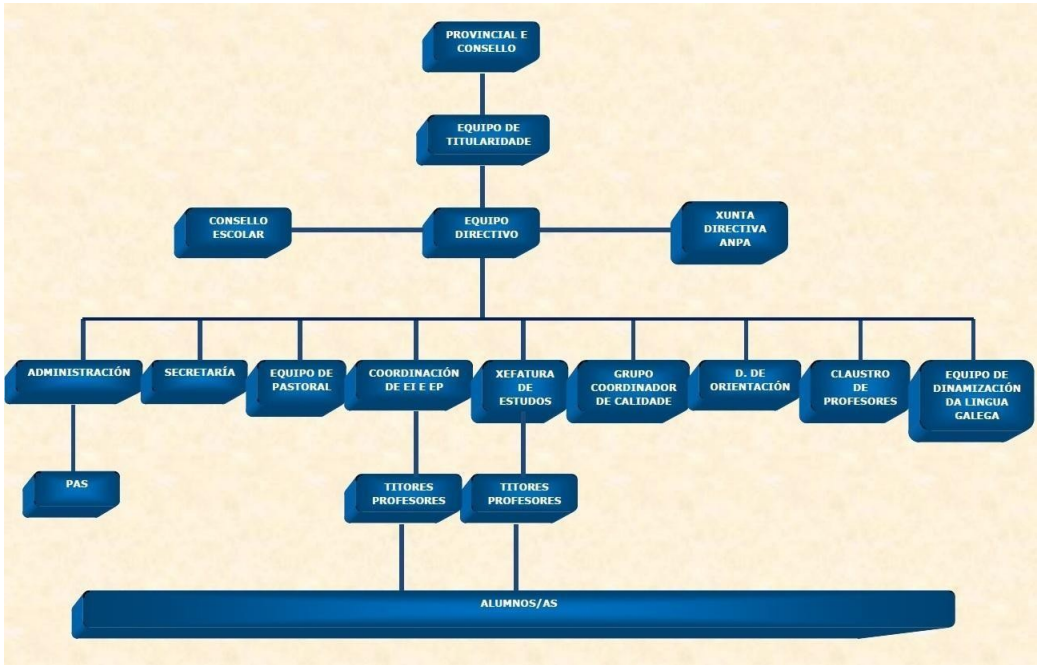 PROVINCIAL E
CONSELLO
EQUIPO DE
TITULARIDADE
CONSELLO
ESCOLAR
EQUIPO
DIRECTIVO
XUNTA
DIRECTIVA
ANPA
ADMINISTRACIÓN
SECRETARÍA
EQUIPO DE
PASTORAL
COORDINACIÓN
DE EI E EP
XEFATURA
DE
ESTUDOS
GRUPO
COORDINADOR
DE CALIDADE
D. DE
ORIENTACIÓN
CLAUSTRO
DE
PROFESORES
EQUIPO DE
DINAMIZACIÓN
DA LINGUA
GALEGA
PAS
TITORES
PROFESORES
TITORES
PROFESORES
ALUMNOS/AS